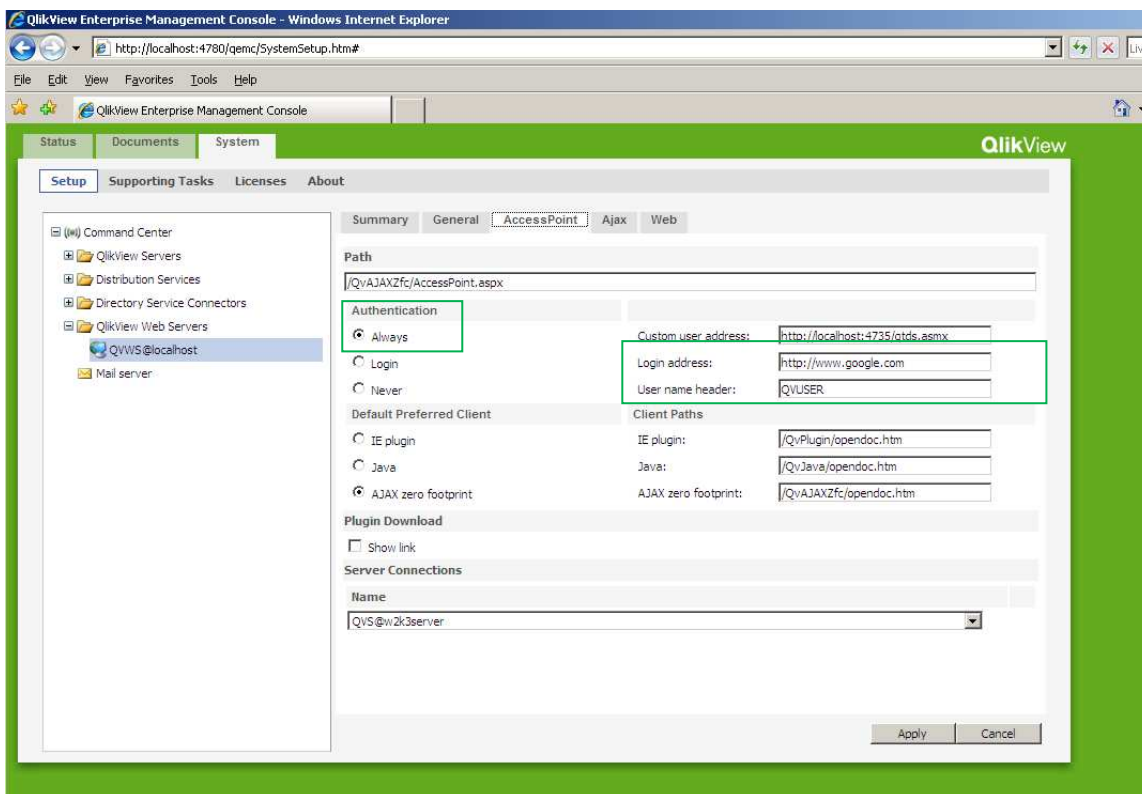 QlikView Enterprise Management Console - Windows Internet Explorer
http://localhost:4780/qemc/SystemSetup.htm#
Liv
File Edit View Favorites Tools Help
QlikView Enterprise Management Console
Status Documents System
QlikView
Setup Supporting Tasks Licenses About
Summary General AccessPoint Ajax Web
Command Center
QlikView Servers
Distribution Services
Directory Service Connectors
QlikView Web Servers
QVWS@localhost
Mail server
Path
/QvAJAXZfc/AccessPoint.aspx
Authentication
Always Custom user address: http://localhost:4735/qtds.asmx
Login Login address: http://www.google.com
Never User name header: QVUSER
Default Preferred Client Client Paths
IE plugin IE plugin: /QvPlugin/opendoc.htm
Java Java: /QvJava/opendoc.htm
AJAX zero footprint AJAX zero footprint: /QvAJAXZfc/opendoc.htm
Plugin Download
Show link
Server Connections
Name
QVS@w2k3server
Apply Cancel